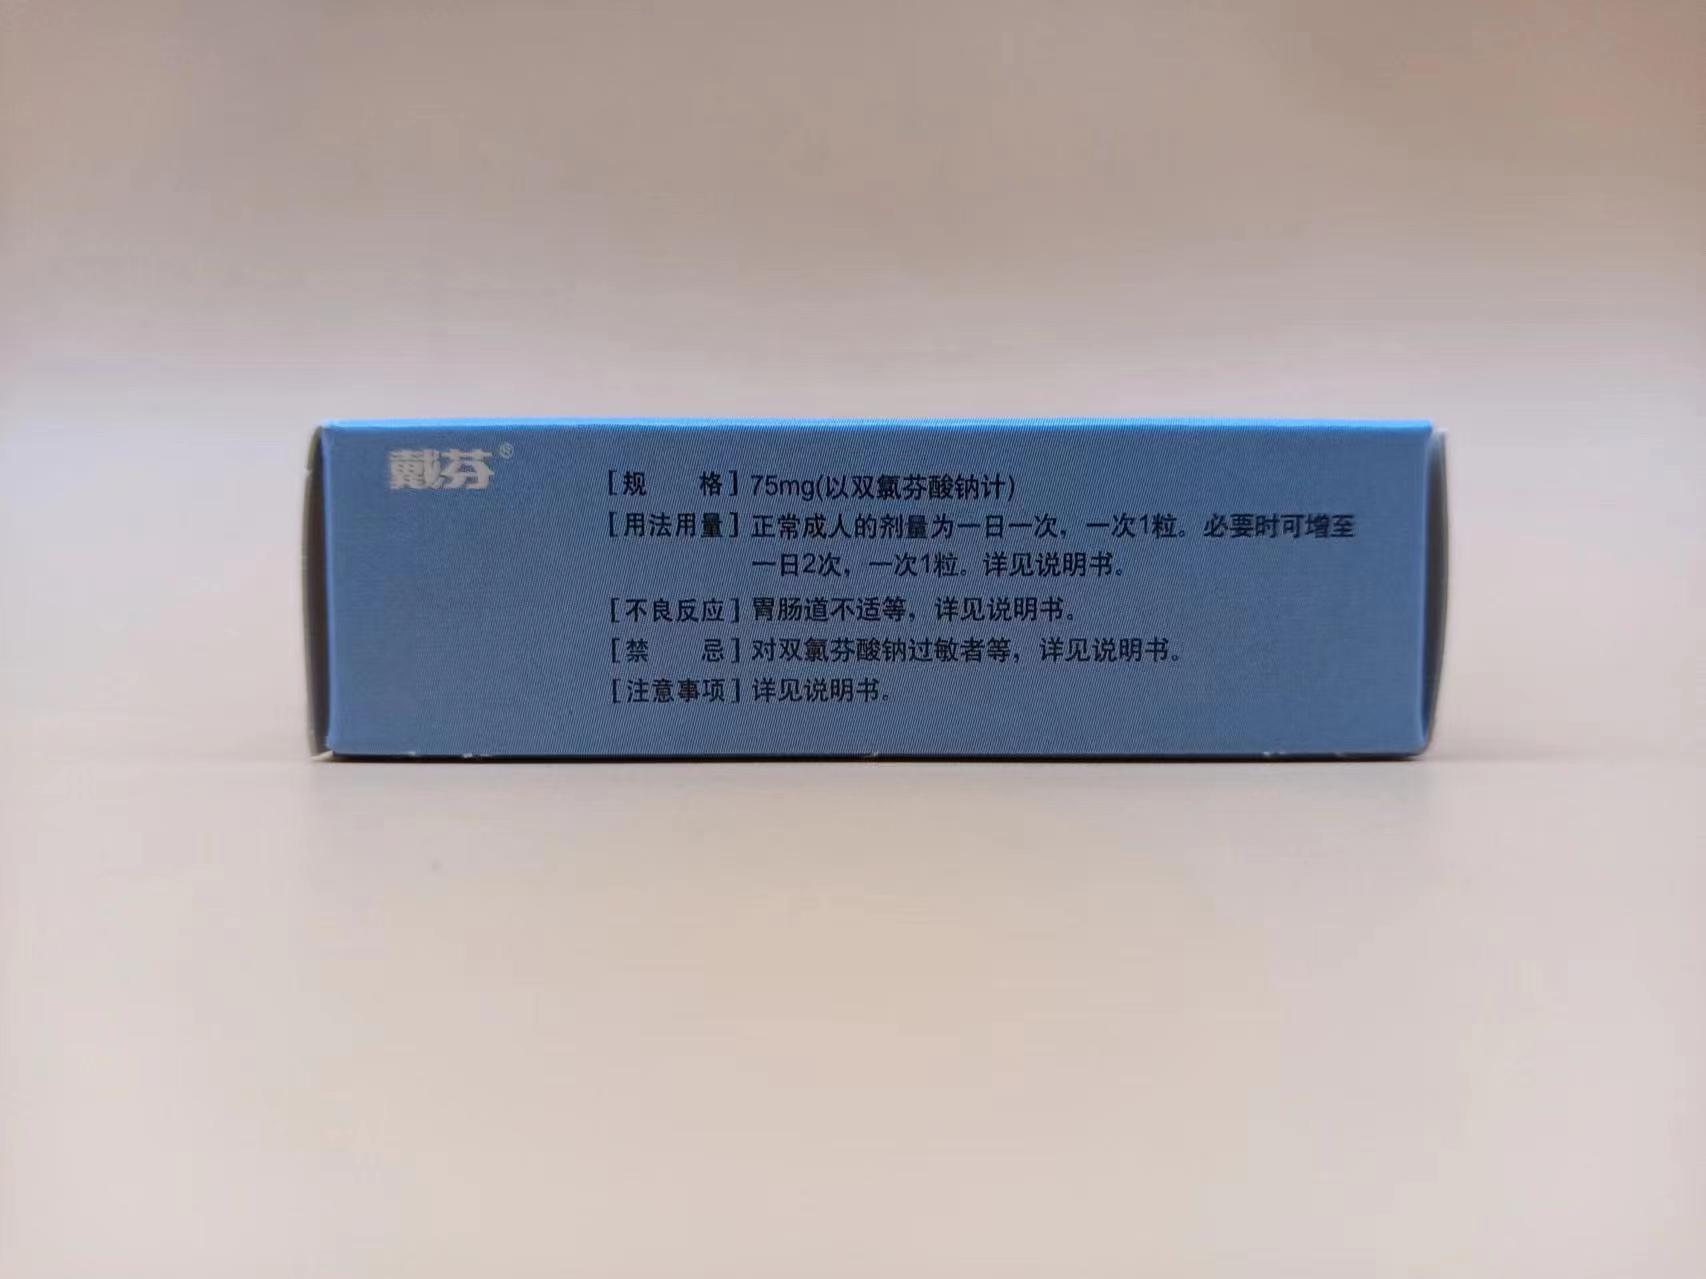 戴芬®
[规　　格] 75mg(以双氯芬酸钠计)
[用法用量] 正常成人的剂量为一日一次，一次1粒。必要时可增至
一日2次，一次1粒。详见说明书。
[不良反应] 胃肠道不适等，详见说明书。
[禁　　忌] 对双氯芬酸钠过敏者等，详见说明书。
[注意事项] 详见说明书。